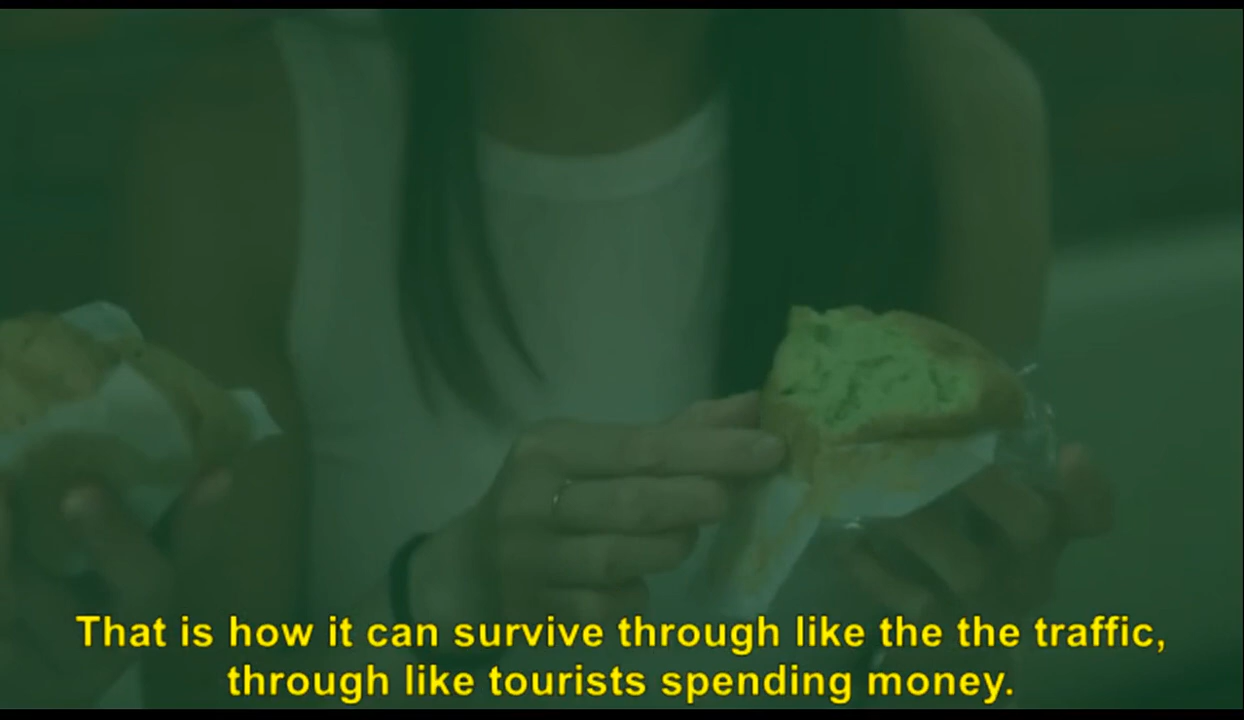 That is how it can survive through like the the traffic,
through like tourists spending money.